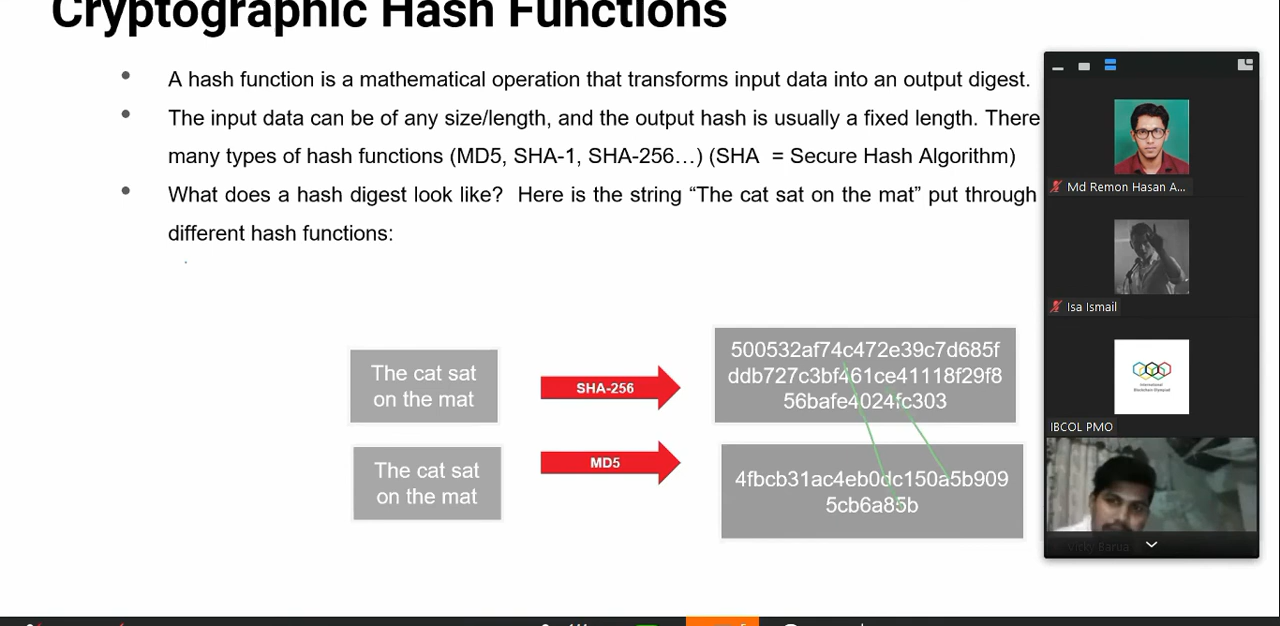 Cryptographic Hash Functions
A hash function is a mathematical operation that transforms input data into an output digest.
The input data can be of any size/length, and the output hash is usually a fixed length. There
many types of hash functions (MD5, SHA-1, SHA-256…) (SHA = Secure Hash Algorithm)
What does a hash digest look like? Here is the string “The cat sat on the mat” put through
different hash functions:
The cat sat
on the mat
SHA-256
500532af74c472e39c7d685f
ddb727c3bf461ce41118f29f8
56bafe4024fc303
The cat sat
on the mat
MD5
4fbcb31ac4eb0dc150a5b909
5cb6a85b
Md Remon Hasan A...
Isa Ismail
International
Blockchain Olympiad
IBCOL PMO
Vicky Barua